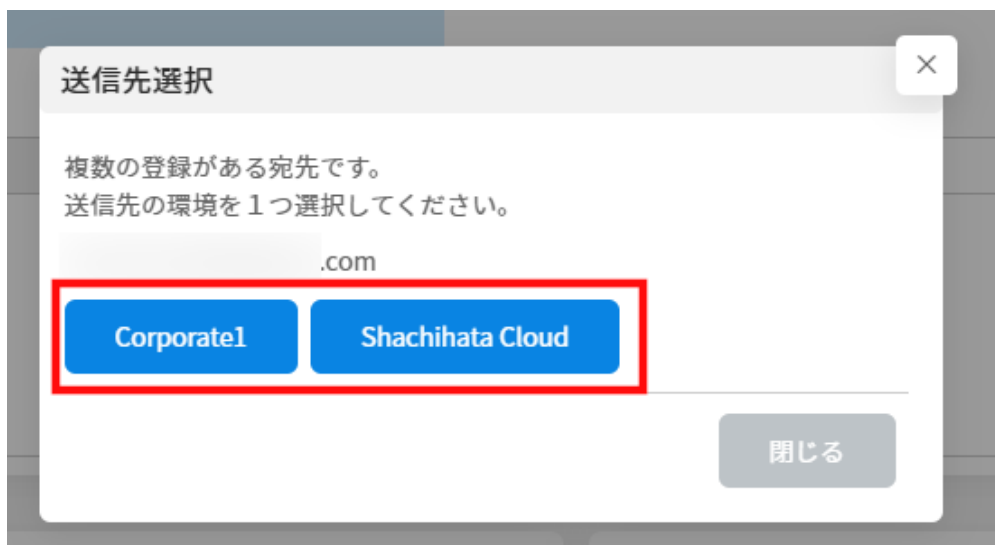 送信先選択
複数の登録がある宛先です。
送信先の環境を１つ選択してください。
.com
Corporate1 Shachihata Cloud
閉じる